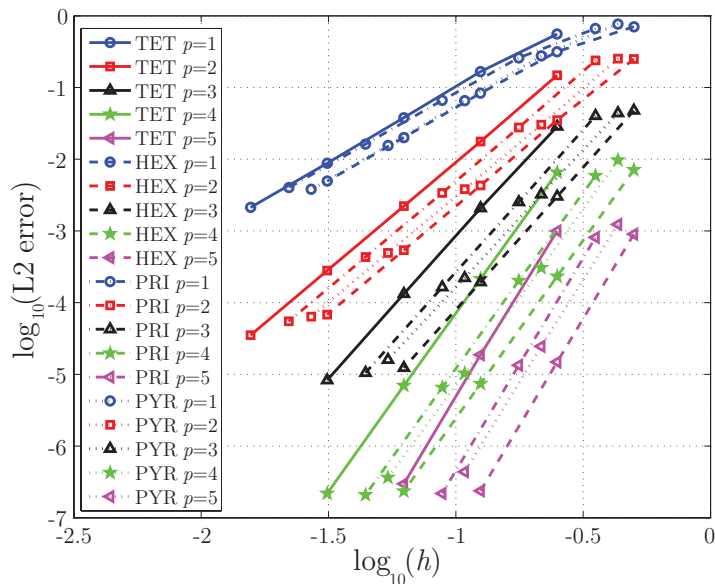 0
-1
-2
-3
-4
-5
-6
-7
log10(L2 error)
TET p=1
TET p=2
TET p=3
TET p=4
TET p=5
HEX p=1
HEX p=2
HEX p=3
HEX p=4
HEX p=5
PRI p=1
PRI p=2
PRI p=3
PRI p=4
PRI p=5
PYR p=1
PYR p=2
PYR p=3
PYR p=4
PYR p=5
-2.5 -2 -1.5 -1 -0.5 0
log10(h)